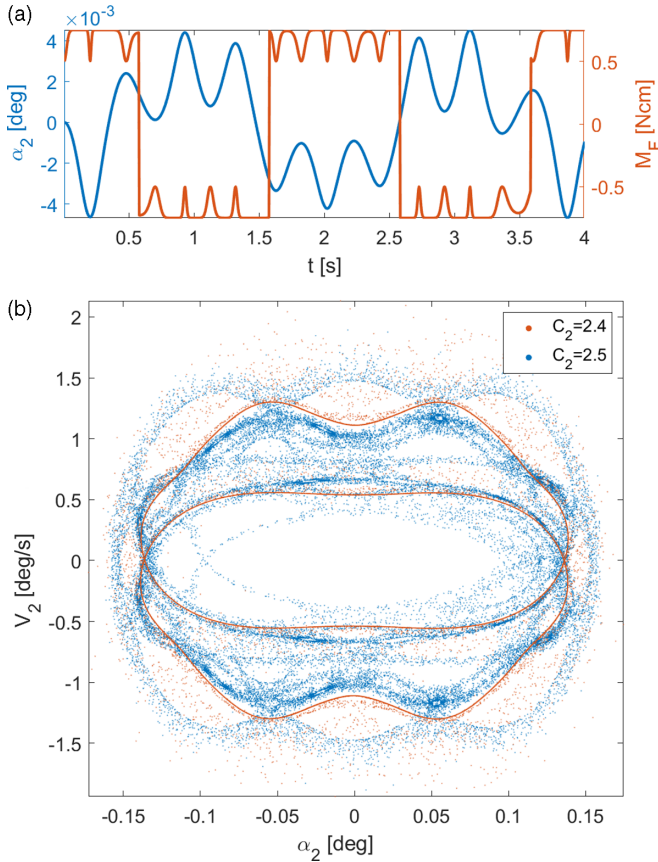 (a)
×10⁻³
4
2
0
-2
-4
α₂ [deg]
0.5
0
-0.5
M_F [Ncm]
0.5 1 1.5 2 2.5 3 3.5 4
t [s]
(b)
C₂=2.4
C₂=2.5
2
1.5
1
0.5
0
-0.5
-1
-1.5
V₂ [deg/s]
-0.15 -0.1 -0.05 0 0.05 0.1 0.15
α₂ [deg]